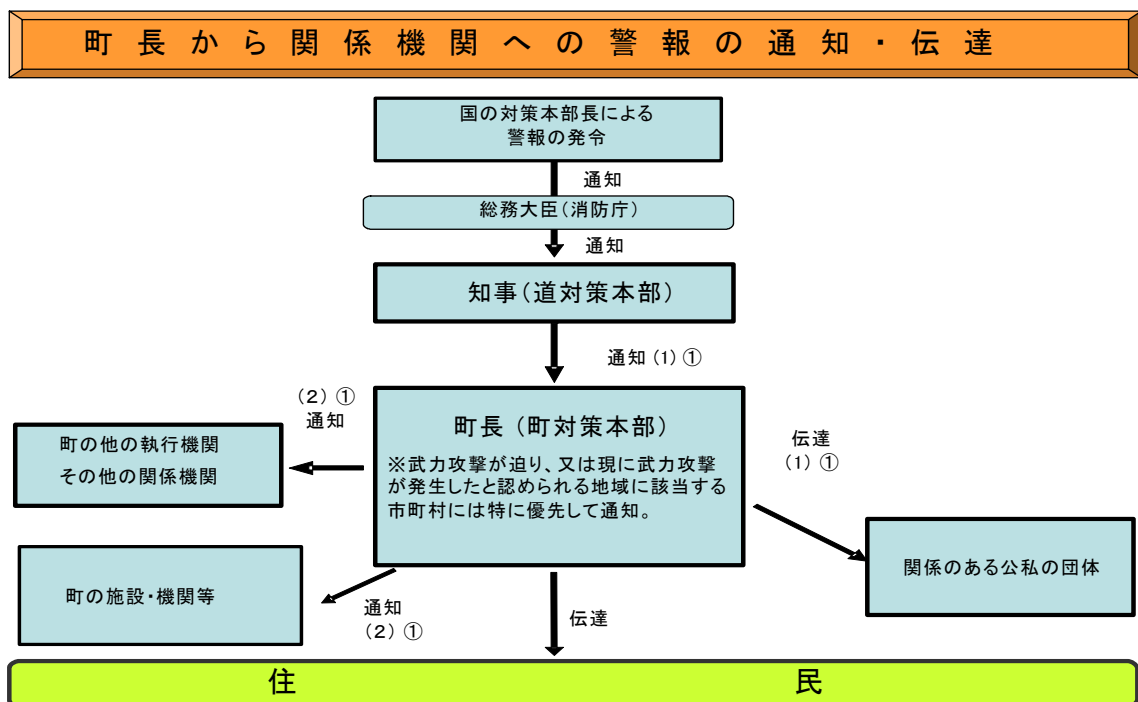 町長から関係機関への警報の通知・伝達
国の対策本部長による
警報の発令
通知
総務大臣(消防庁)
通知
知事(道対策本部)
通知(1)①
(2)①
通知
町の他の執行機関
その他の関係機関
町長(町対策本部)
※武力攻撃が迫り、又は現に武力攻撃
が発生したと認められる地域に該当する
市町村には特に優先して通知。
伝達
(1)①
関係のある公私の団体
町の施設・機関等
通知
(2)①
伝達
住民